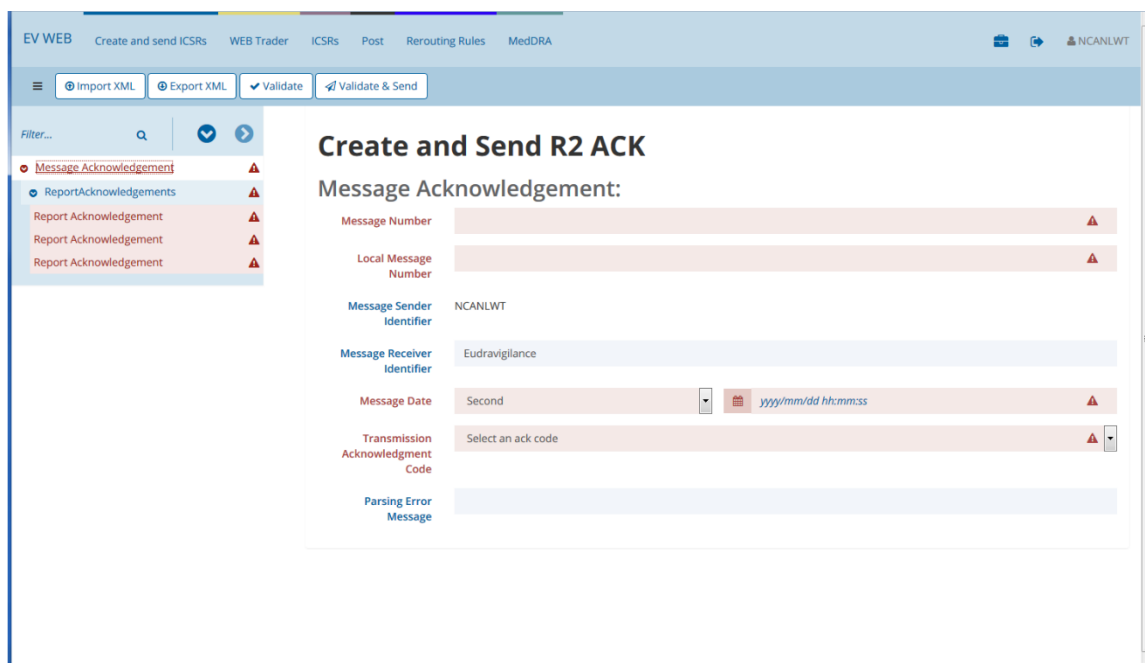 EV WEB Create and send ICSRs WEB Trader ICSRs Post Rerouting Rules MedDRA NCANLWT
Import XML Export XML Validate Validate & Send
Filter...
Message Acknowledgement
ReportAcknowledgements
Report Acknowledgement
Report Acknowledgement
Report Acknowledgement
Create and Send R2 ACK
Message Acknowledgement:
Message Number
Local Message
Number
Message Sender
Identifier
NCANLWT
Message Receiver
Identifier
Eudravigilance
Message Date Second yyyy/mm/dd hh:mm:ss
Transmission
Acknowledgment
Code
Select an ack code
Parsing Error
Message